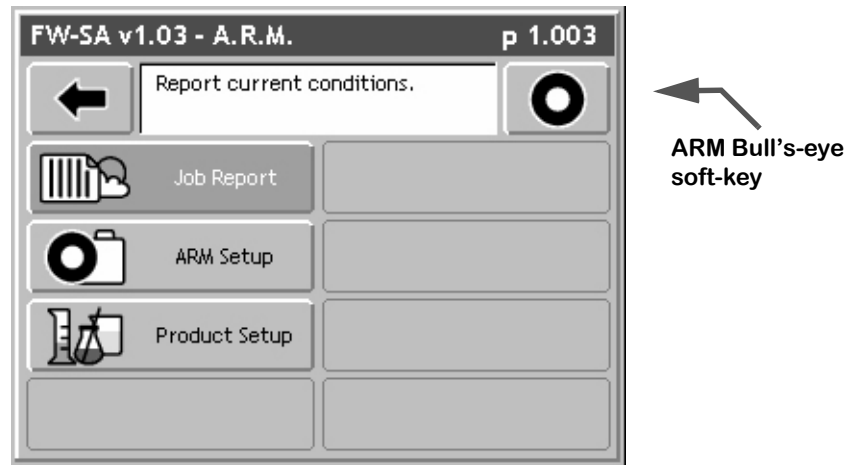 FW-SA v1.03 - A.R.M. p 1.003
Report current conditions.
ARM Bull's-eye
soft-key
Job Report
ARM Setup
Product Setup